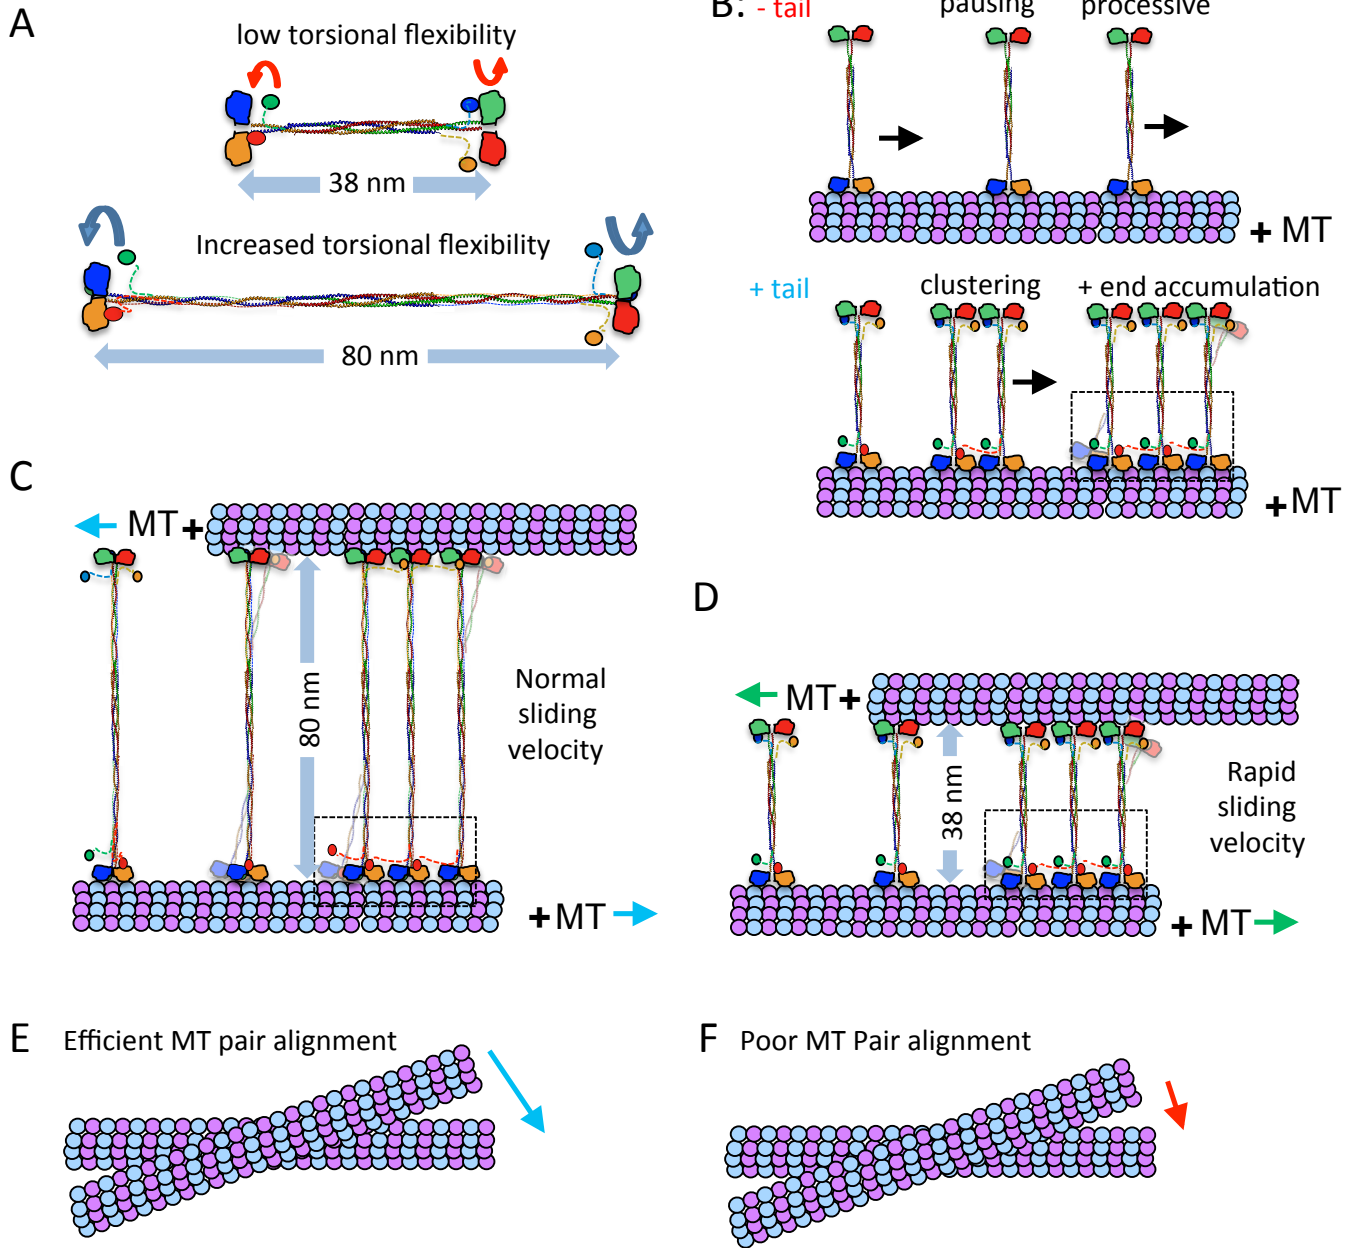 A
low torsional flexibility
38 nm
Increased torsional flexibility
80 nm
B: - tail pausing processive
+ MT
+ tail clustering + end accumulation
+ MT
C
MT +
80 nm
Normal
sliding
velocity
+ MT
D
MT +
38 nm
Rapid
sliding
velocity
+ MT
E Efficient MT pair alignment
F Poor MT Pair alignment